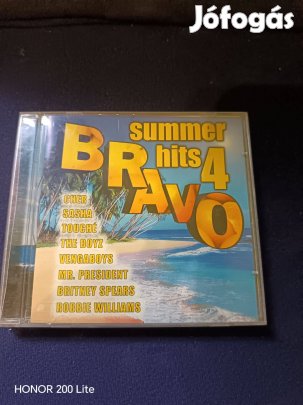 Jófogás
summer
hits 4
BRAVO
CHER
SASHA
TOUCHÉ
THE BOYZ
VENGABOYS
MR. PRESIDENT
BRITNEY SPEARS
ROBBIE WILLIAMS
HONOR 200 Lite